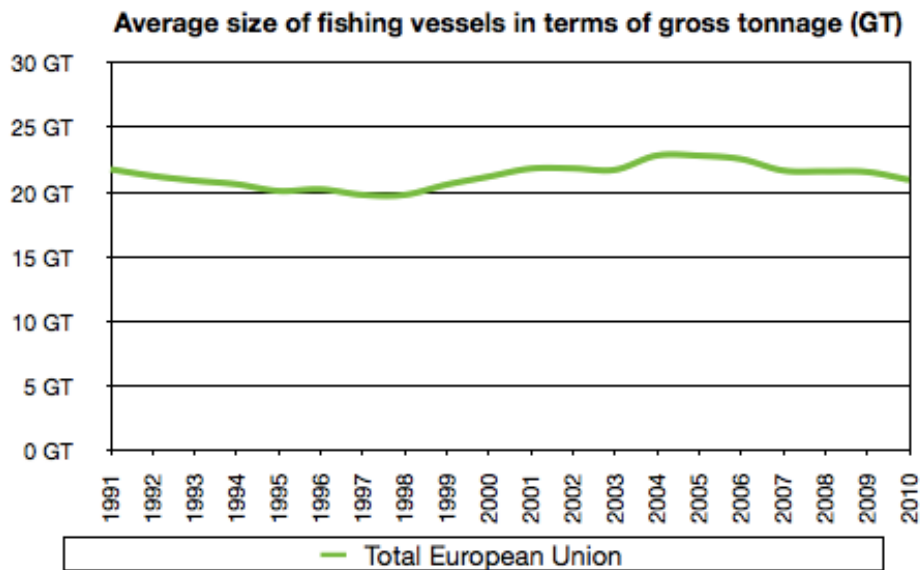 Average size of fishing vessels in terms of gross tonnage (GT)
30 GT
25 GT
20 GT
15 GT
10 GT
5 GT
0 GT
1991
1992
1993
1994
1995
1996
1997
1998
1999
2000
2001
2002
2003
2004
2005
2006
2007
2008
2009
2010
Total European Union